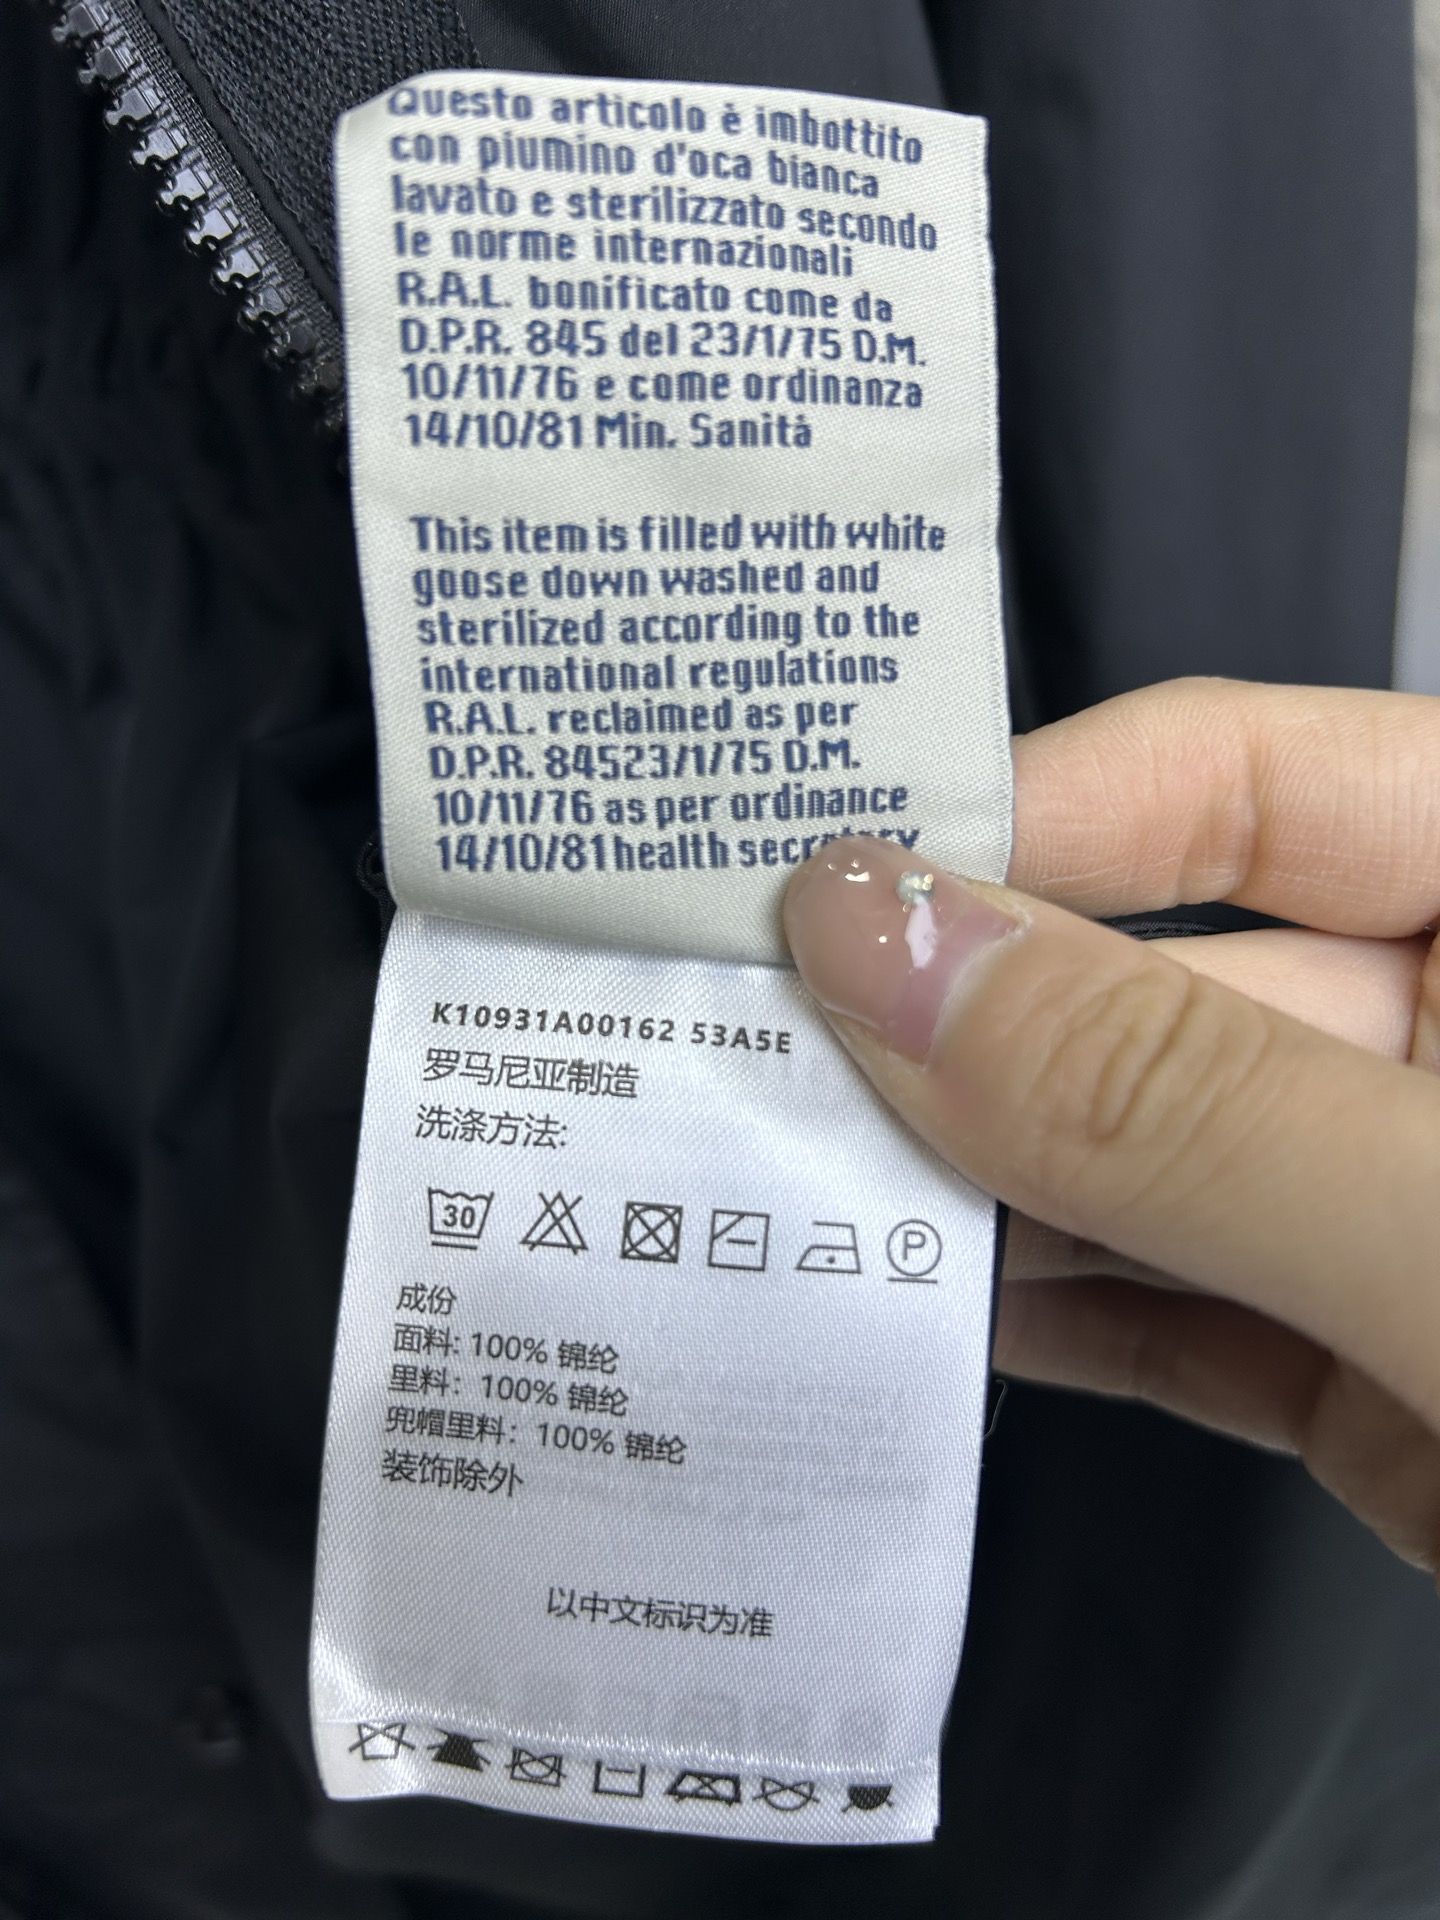 Questo articolo è imbottito
con piumino d'oca bianca
lavato e sterilizzato secondo
le norme internazionali
R.A.L. bonificato come da
D.P.R. 845 del 23/1/75 D.M.
10/11/76 e come ordinanza
14/10/81 Min. Sanità
This item is filled with white
goose down washed and
sterilized according to the
international regulations
R.A.L. reclaimed as per
D.P.R. 84523/1/75 D.M.
10/11/76 as per ordinance
14/10/81 health secretary
K10931A00162 53A5E
罗马尼亚制造
洗涤方法:
30
P
成份
面料: 100% 锦纶
里料: 100% 锦纶
兜帽里料: 100% 锦纶
装饰除外
以中文标识为准